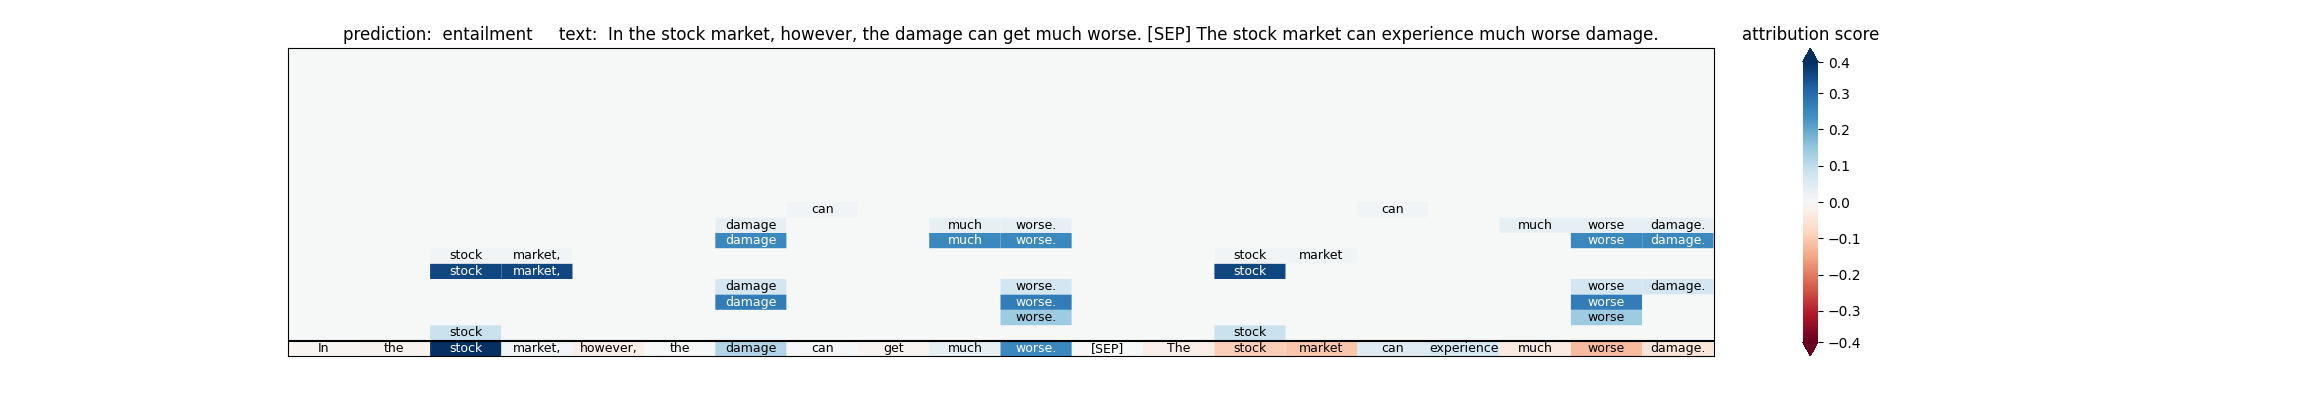 prediction: entailment text: In the stock market, however, the damage can get much worse. [SEP] The stock market can experience much worse damage.
attribution score
0.4
0.3
0.2
0.1
0.0
−0.1
−0.2
−0.3
−0.4
can can
damage much worse. much worse damage.
damage much worse. worse damage.
stock market, stock market
stock market, stock
damage worse. worse damage.
damage worse. worse
worse. worse
stock stock
In the stock market, however, the damage can get much worse. [SEP] The stock market can experience much worse damage.